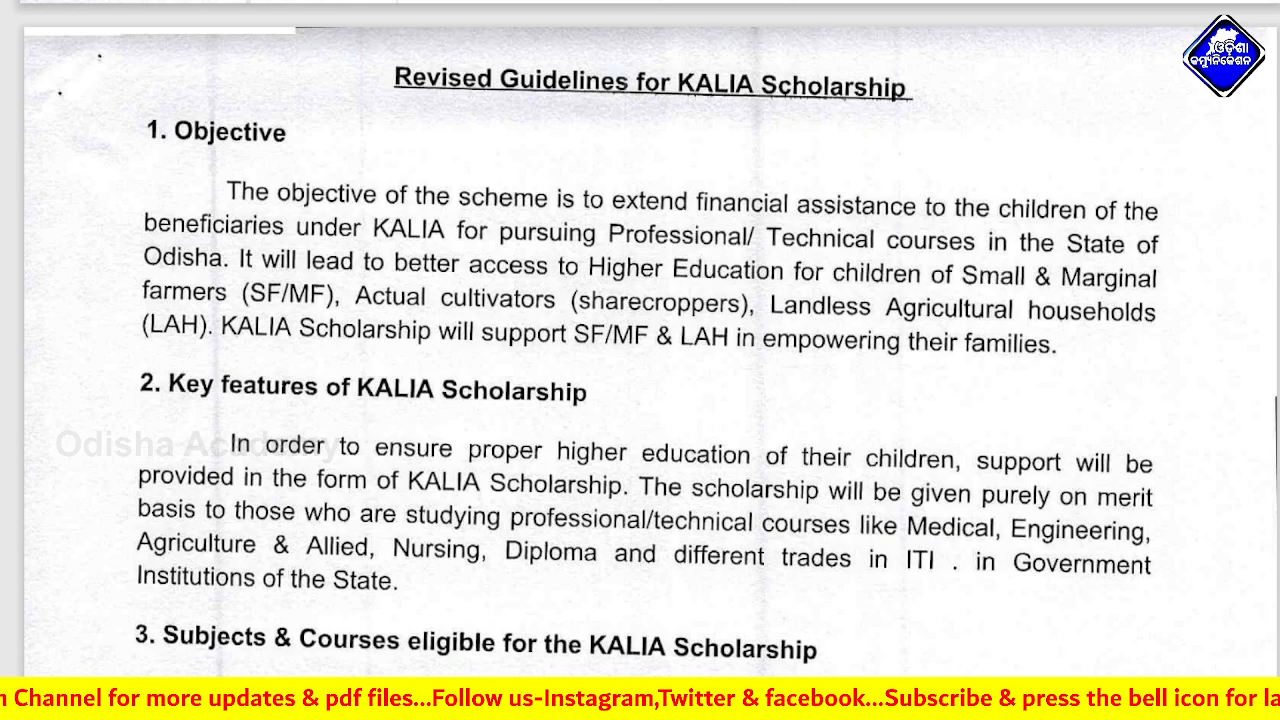 ଓଡ଼ିଶା
କମ୍ୟୁନିକେଶନ
Revised Guidelines for KALIA Scholarship
1. Objective
The objective of the scheme is to extend financial assistance to the children of the
beneficiaries under KALIA for pursuing Professional/ Technical courses in the State of
Odisha. It will lead to better access to Higher Education for children of Small & Marginal
farmers (SF/MF), Actual cultivators (sharecroppers), Landless Agricultural households
(LAH). KALIA Scholarship will support SF/MF & LAH in empowering their families.
2. Key features of KALIA Scholarship
Odisha Academy
In order to ensure proper higher education of their children, support will be
provided in the form of KALIA Scholarship. The scholarship will be given purely on merit
basis to those who are studying professional/technical courses like Medical, Engineering,
Agriculture & Allied, Nursing, Diploma and different trades in ITI . in Government
Institutions of the State.
3. Subjects & Courses eligible for the KALIA Scholarship
Channel for more updates & pdf files...Follow us-Instagram,Twitter & facebook...Subscribe & press the bell icon for